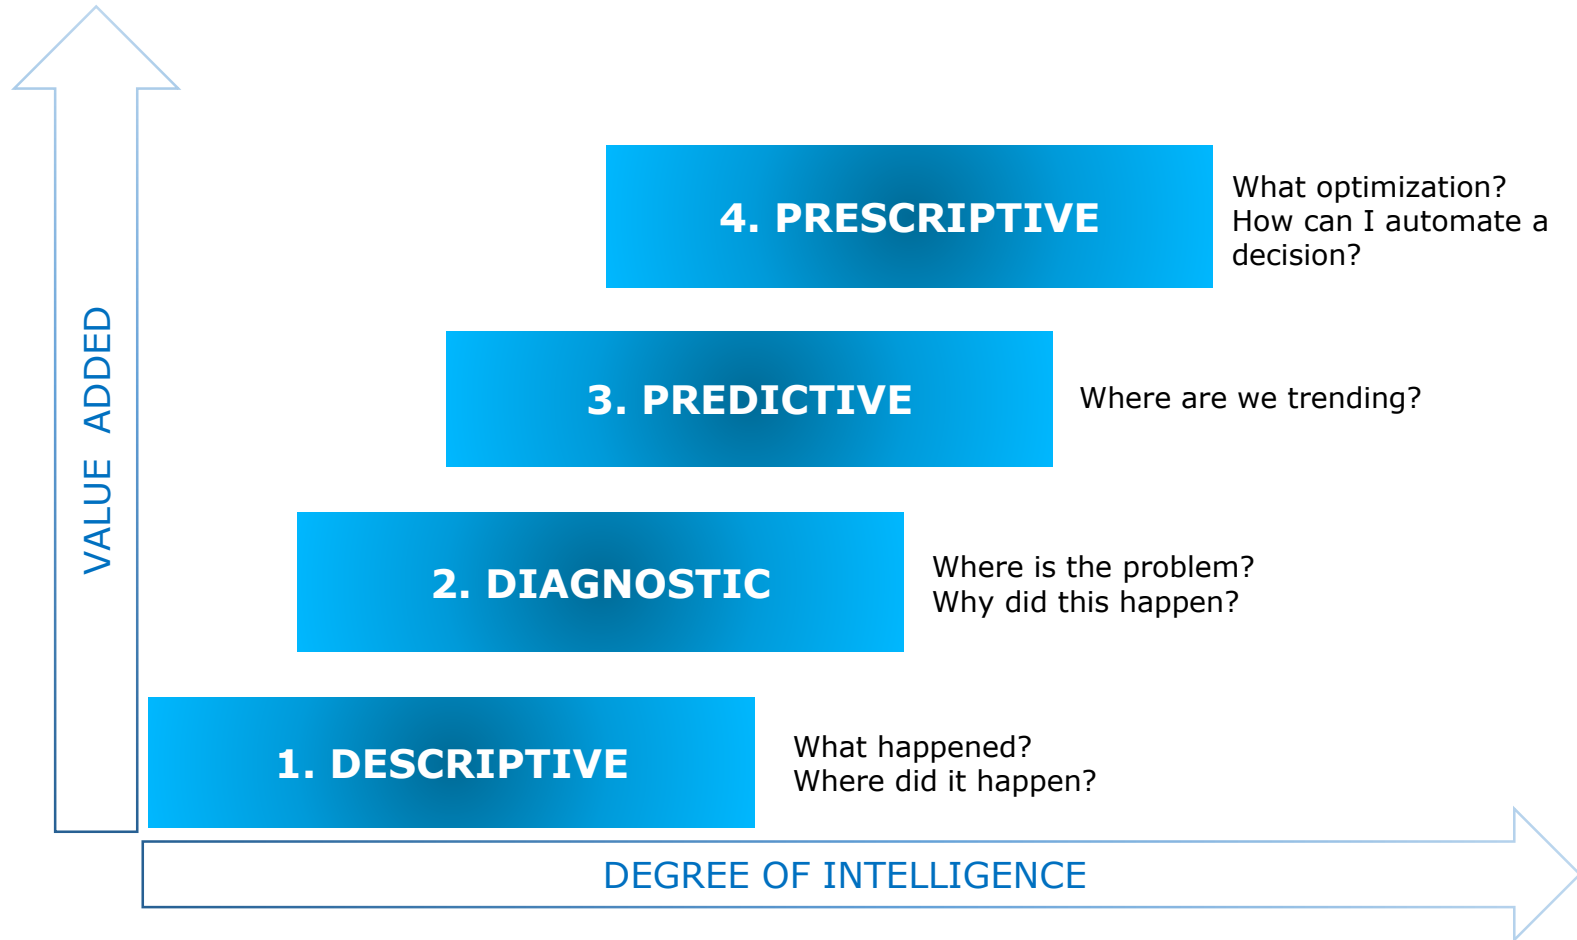 4. PRESCRIPTIVE
What optimization?
How can I automate a
decision?
3. PREDICTIVE
Where are we trending?
VALUE ADDED
2. DIAGNOSTIC
Where is the problem?
Why did this happen?
1. DESCRIPTIVE
What happened?
Where did it happen?
DEGREE OF INTELLIGENCE